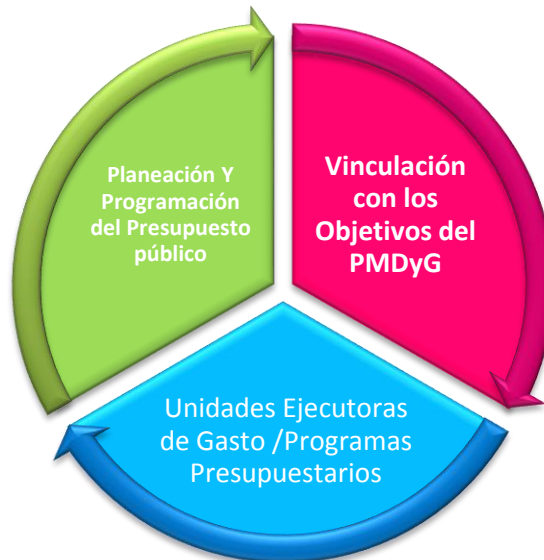 Planeación Y
Programación
del Presupuesto
público
Vinculación
con los
Objetivos del
PMDyG
Unidades Ejecutoras
de Gasto /Programas
Presupuestarios